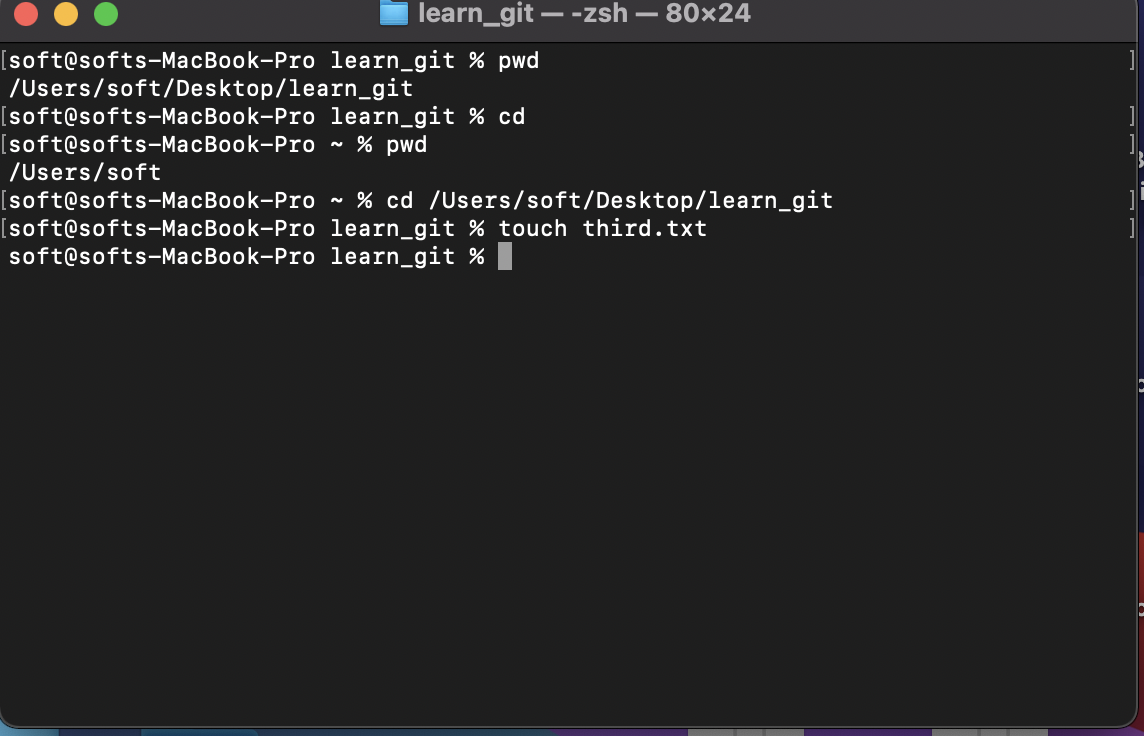 learn_git — -zsh — 80×24
[soft@softs-MacBook-Pro learn_git % pwd ]
/Users/soft/Desktop/learn_git
[soft@softs-MacBook-Pro learn_git % cd ]
[soft@softs-MacBook-Pro ~ % pwd ]
/Users/soft
[soft@softs-MacBook-Pro ~ % cd /Users/soft/Desktop/learn_git ]
[soft@softs-MacBook-Pro learn_git % touch third.txt ]
soft@softs-MacBook-Pro learn_git %